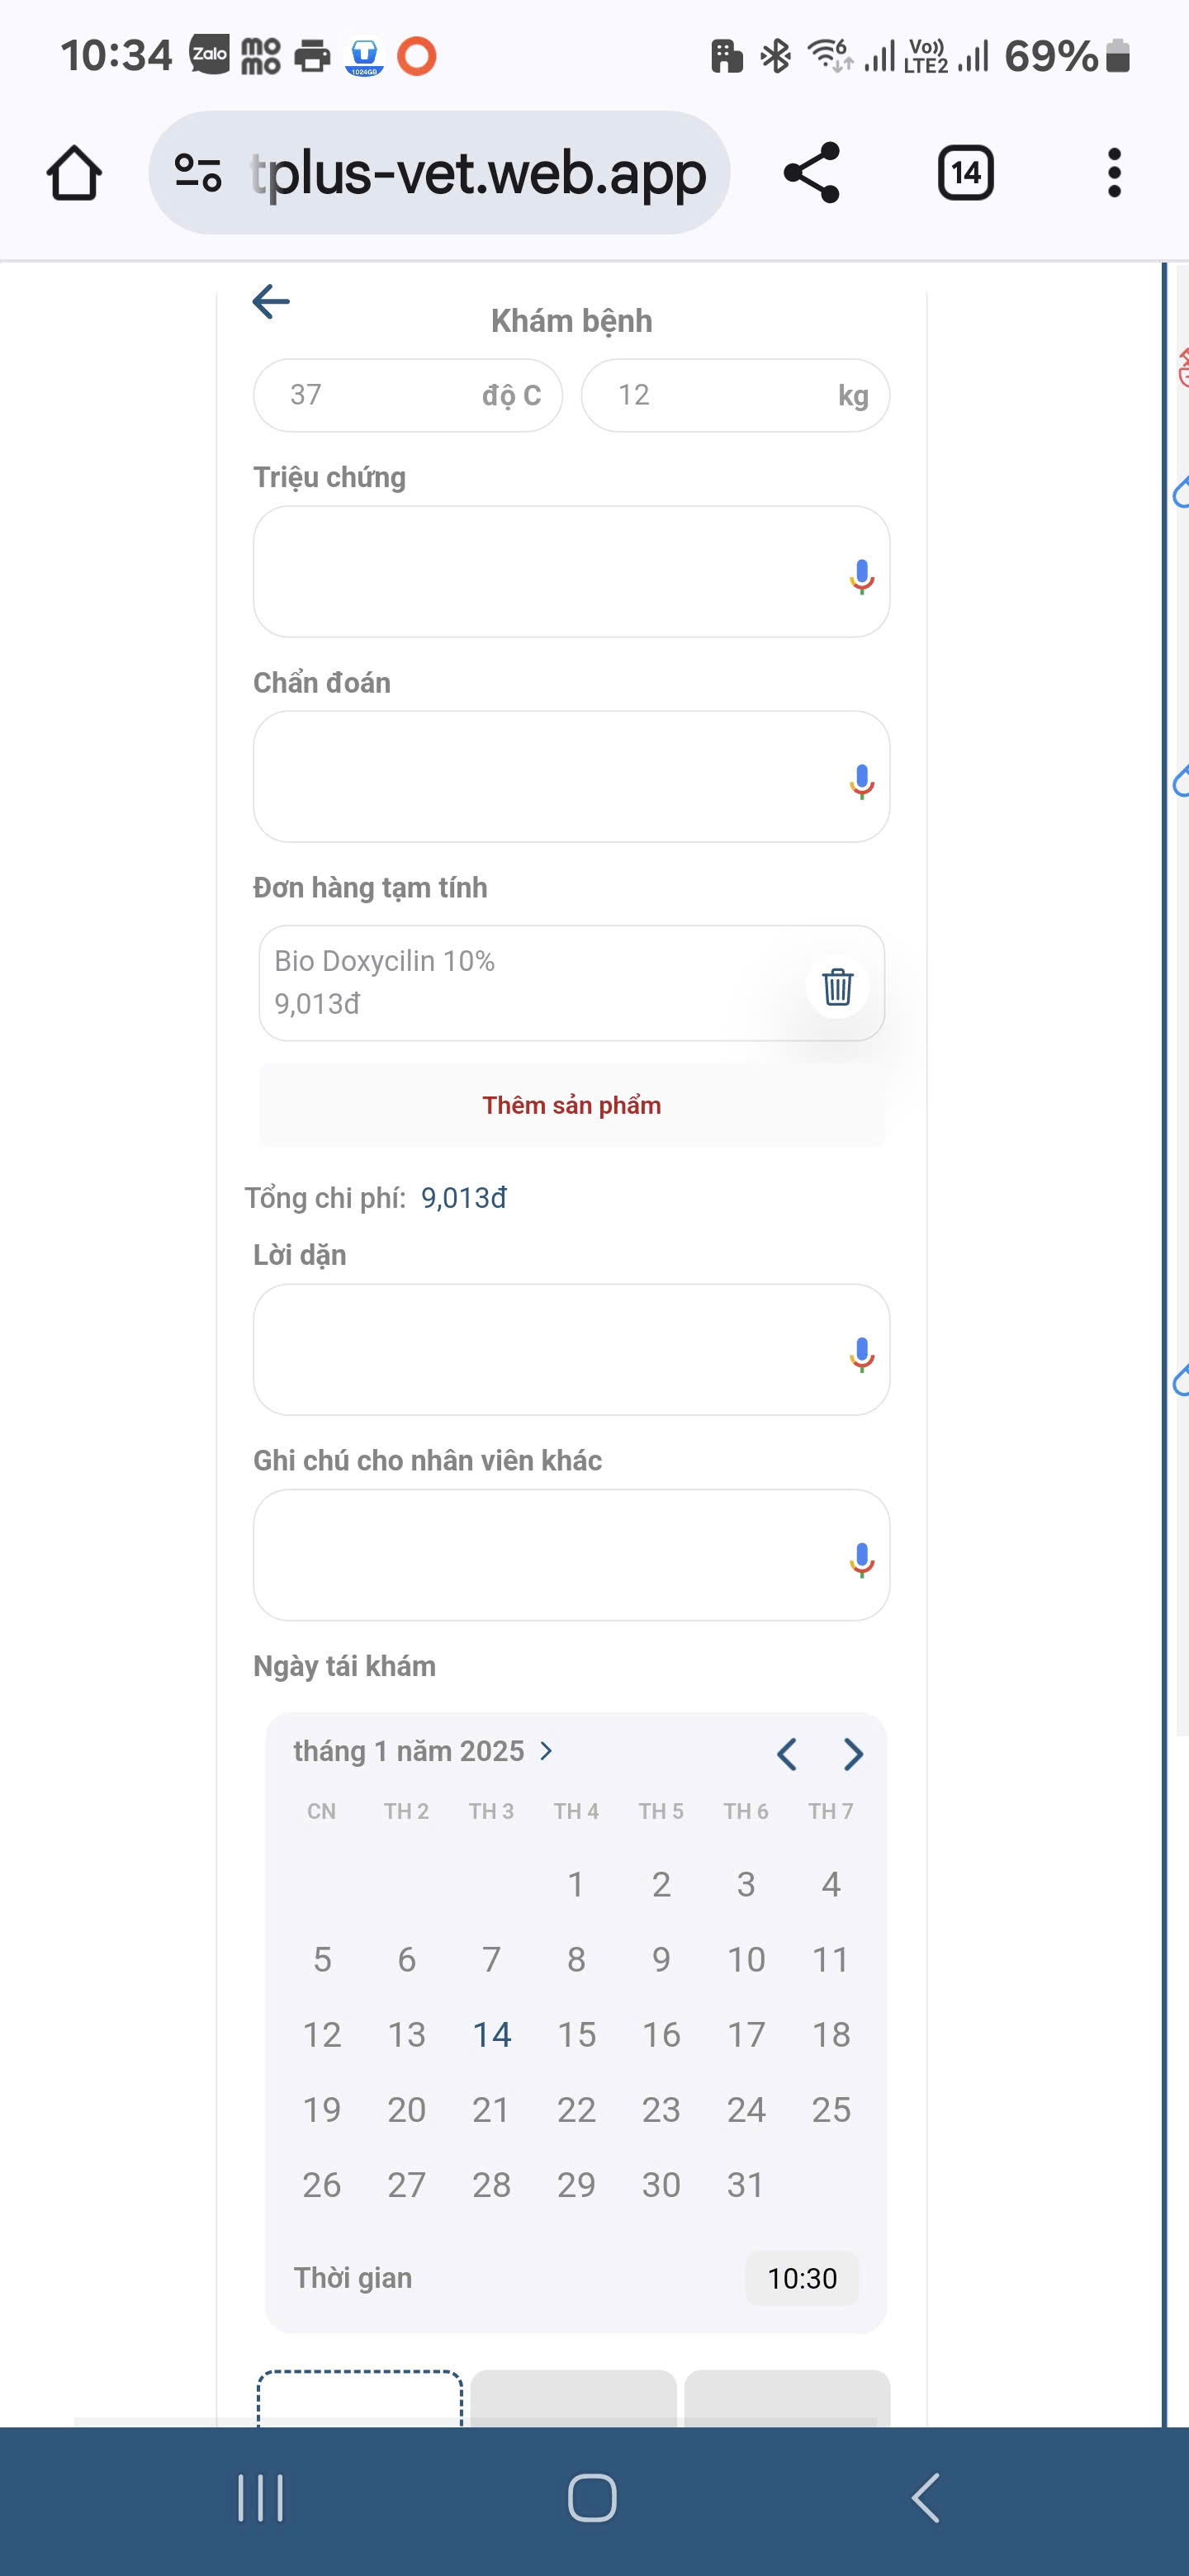 10:34 Zalo mo mo 1024GB 6 Vo)) LTE2 69%
tplus-vet.web.app 14
Khám bệnh
37 độ C 12 kg
Triệu chứng
Chẩn đoán
Đơn hàng tạm tính
Bio Doxycilin 10%
9,013đ
Thêm sản phẩm
Tổng chi phí: 9,013đ
Lời dặn
Ghi chú cho nhân viên khác
Ngày tái khám
tháng 1 năm 2025
CN TH 2 TH 3 TH 4 TH 5 TH 6 TH 7
1 2 3 4
5 6 7 8 9 10 11
12 13 14 15 16 17 18
19 20 21 22 23 24 25
26 27 28 29 30 31
Thời gian 10:30